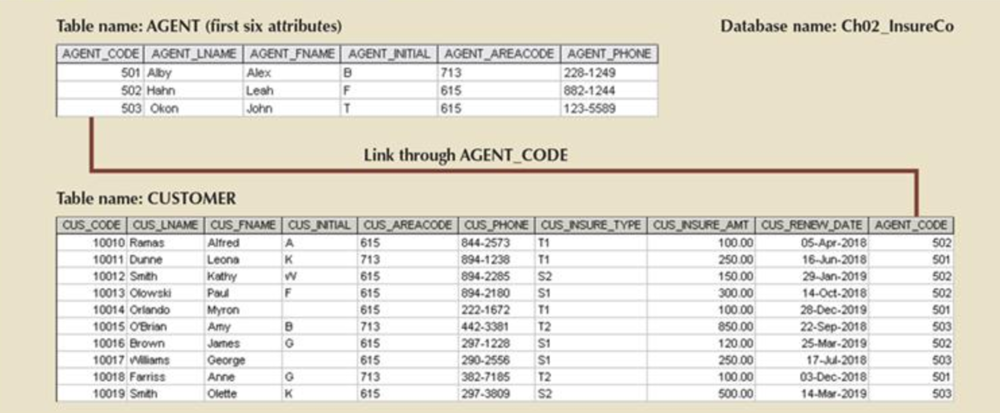 Table name: AGENT (first six attributes) Database name: Ch02_InsureCo
AGENT_CODE AGENT_LNAME AGENT_FNAME AGENT_INITIAL AGENT_AREACODE AGENT_PHONE
501 Alby Alex B 713 228-1249
502 Hahn Leah F 615 882-1244
503 Okon John T 615 123-5589
Link through AGENT_CODE
Table name: CUSTOMER
CUS_CODE CUS_LNAME CUS_FNAME CUS_INITIAL CUS_AREACODE CUS_PHONE CUS_INSURE_TYPE CUS_INSURE_AMT CUS_RENEW_DATE AGENT_CODE
10010 Ramas Alfred A 615 844-2573 T1 100.00 05-Apr-2018 502
10011 Dunne Leona K 713 894-1238 T1 250.00 16-Jun-2018 501
10012 Smith Kathy W 615 894-2285 S2 150.00 29-Jan-2019 502
10013 Olowski Paul F 615 894-2180 S1 300.00 14-Oct-2018 502
10014 Orlando Myron 615 222-1672 T1 100.00 28-Dec-2019 501
10015 O'Brian Amy B 713 442-3381 T2 850.00 22-Sep-2018 503
10016 Brown James G 615 297-1228 S1 120.00 25-Mar-2019 502
10017 Williams George 615 290-2556 S1 250.00 17-Jul-2018 503
10018 Farriss Anne G 713 382-7185 T2 100.00 03-Dec-2018 501
10019 Smith Olette K 615 297-3809 S2 500.00 14-Mar-2019 503